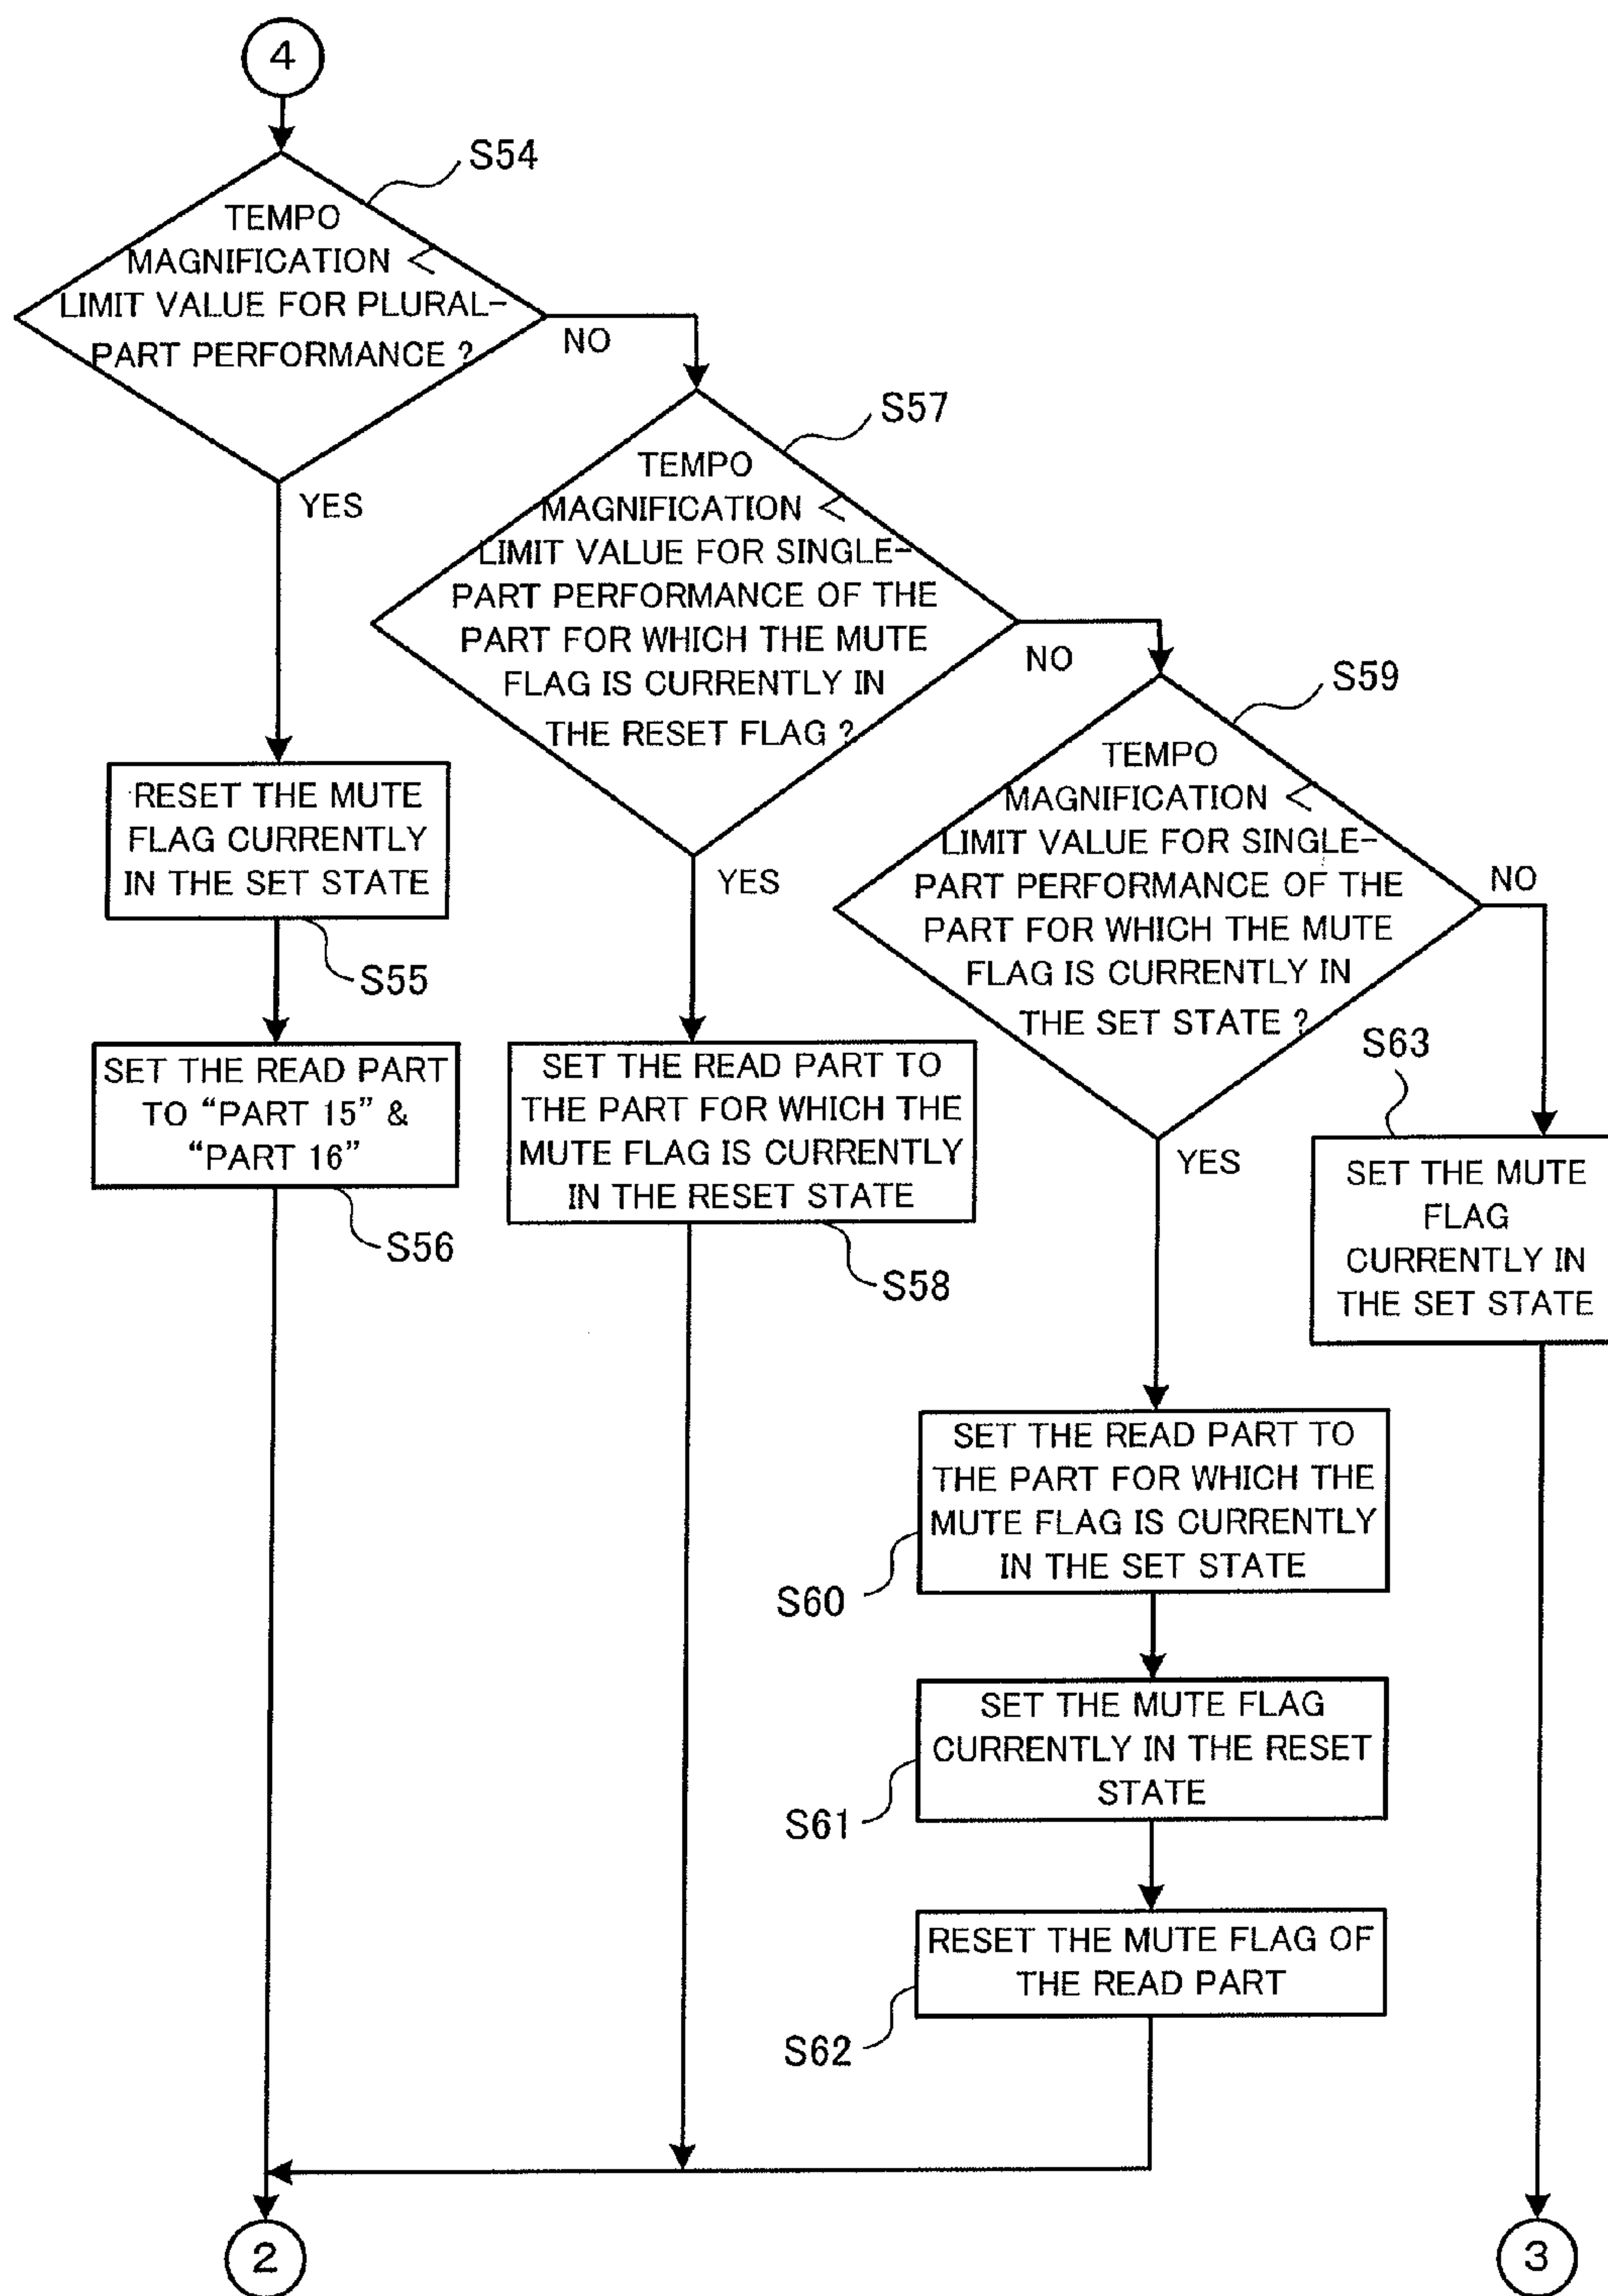 4
S54
TEMPO
MAGNIFICATION <
LIMIT VALUE FOR PLURAL-
PART PERFORMANCE ?
NO
YES
S57
TEMPO
MAGNIFICATION <
LIMIT VALUE FOR SINGLE-
PART PERFORMANCE OF THE
PART FOR WHICH THE MUTE
FLAG IS CURRENTLY IN
THE RESET FLAG ?
NO
YES
S59
TEMPO
MAGNIFICATION <
LIMIT VALUE FOR SINGLE-
PART PERFORMANCE OF THE
PART FOR WHICH THE MUTE
FLAG IS CURRENTLY IN
THE SET STATE ?
NO
YES
RESET THE MUTE
FLAG CURRENTLY
IN THE SET STATE
S55
SET THE READ PART
TO “PART 15” &
“PART 16”
S56
SET THE READ PART TO
THE PART FOR WHICH THE
MUTE FLAG IS CURRENTLY
IN THE RESET STATE
S58
S63
SET THE MUTE
FLAG
CURRENTLY IN
THE SET STATE
SET THE READ PART TO
THE PART FOR WHICH THE
MUTE FLAG IS CURRENTLY
IN THE SET STATE
S60
SET THE MUTE FLAG
CURRENTLY IN THE RESET
STATE
S61
RESET THE MUTE FLAG OF
THE READ PART
S62
2
3